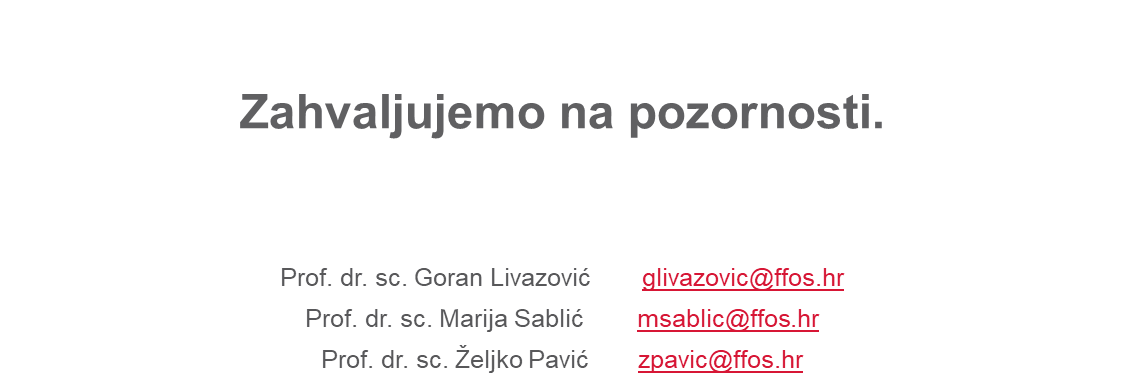 Zahvaljujemo na pozornosti.
Prof. dr. sc. Goran Livazović glivazovic@ffos.hr
Prof. dr. sc. Marija Sablić msablic@ffos.hr
Prof. dr. sc. Željko Pavić zpavic@ffos.hr